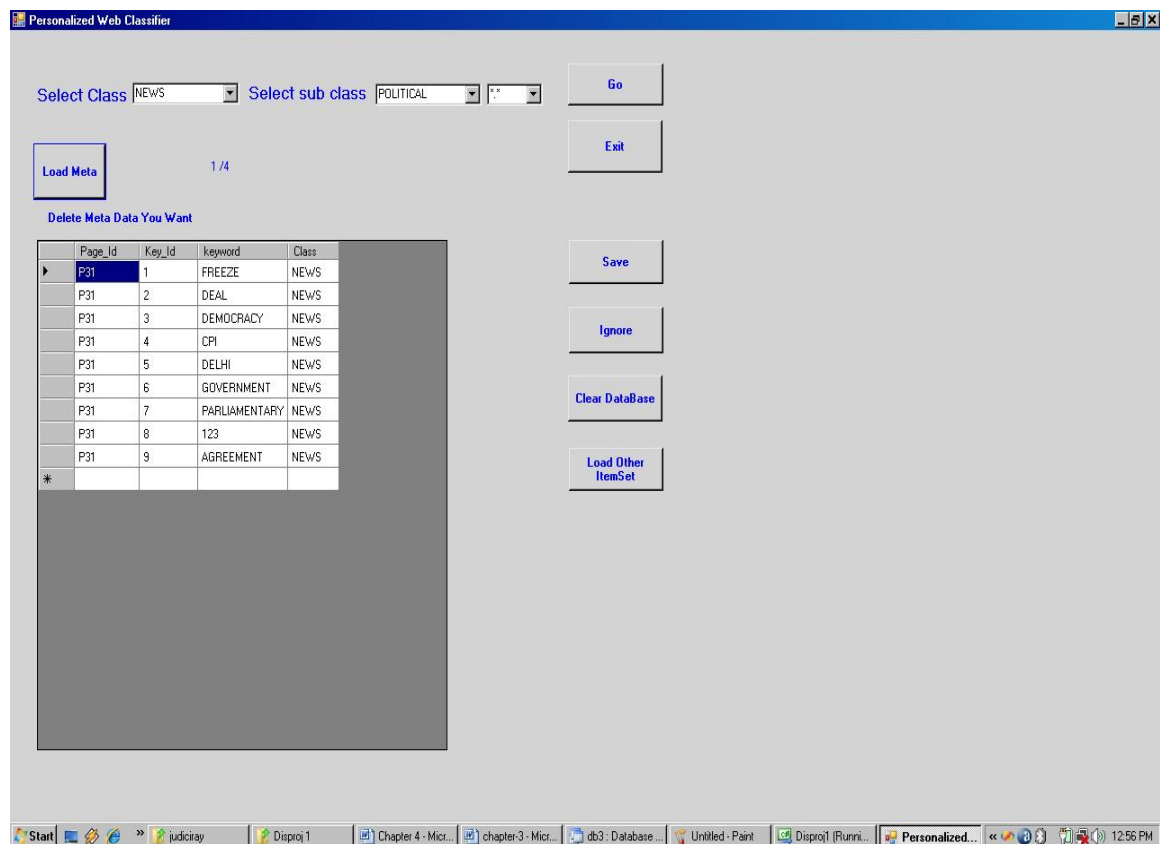 Personalized Web Classifier
Select Class NEWS Select sub class POLITICAL *.* Go
Exit
Load Meta 1 /4
Delete Meta Data You Want
Page_Id Key_Id keyword Class
P31 1 FREEZE NEWS
P31 2 DEAL NEWS
P31 3 DEMOCRACY NEWS
P31 4 CPI NEWS
P31 5 DELHI NEWS
P31 6 GOVERNMENT NEWS
P31 7 PARLIAMENTARY NEWS
P31 8 123 NEWS
P31 9 AGREEMENT NEWS
*
Save
Ignore
Clear DataBase
Load Other
ItemSet
Start » judiciray Disproj 1 Chapter 4 - Micr... chapter-3 - Micr... db3 : Database ... Untitled - Paint Disproj1 (Runni... Personalized... « 12:56 PM